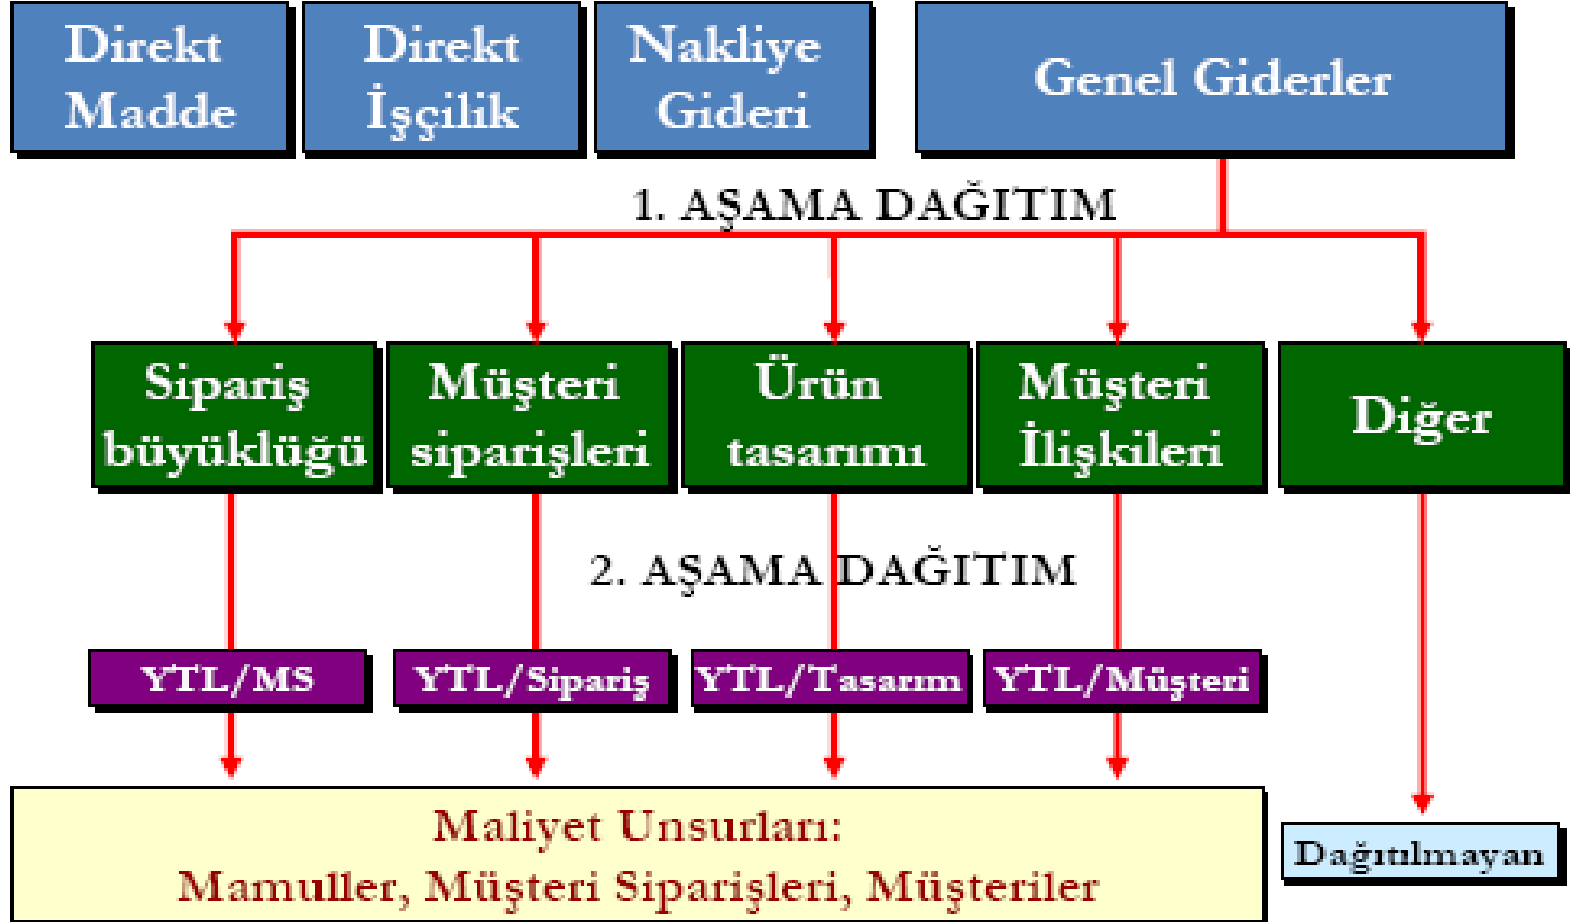 Direkt
Madde
Direkt
İşçilik
Nakliye
Gideri
Genel Giderler
1. AŞAMA DAĞITIM
Sipariş
büyüklüğü
Müşteri
siparişleri
Ürün
tasarımı
Müşteri
İlişkileri
Diğer
2. AŞAMA DAĞITIM
YTL/MS
YTL/Sipariş
YTL/Tasarım
YTL/Müşteri
Maliyet Unsurları:
Mamuller, Müşteri Siparişleri, Müşteriler
Dağıtılmayan